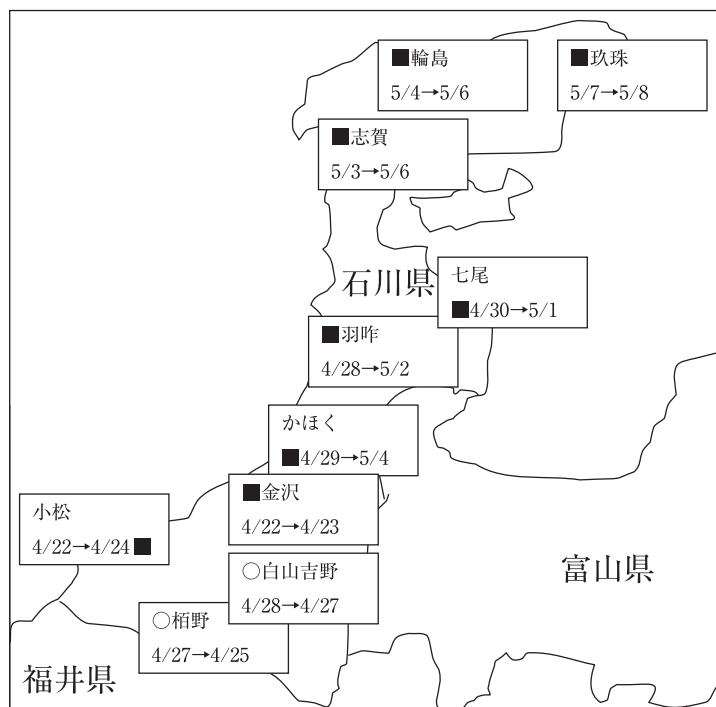 ■輪島
5/4→5/6
■玖珠
5/7→5/8
■志賀
5/3→5/6
石川県
七尾
■4/30→5/1
■羽咋
4/28→5/2
かほく
■4/29→5/4
■金沢
4/22→4/23
小松
4/22→4/24■
○白山吉野
4/28→4/27
富山県
○栢野
4/27→4/25
福井県